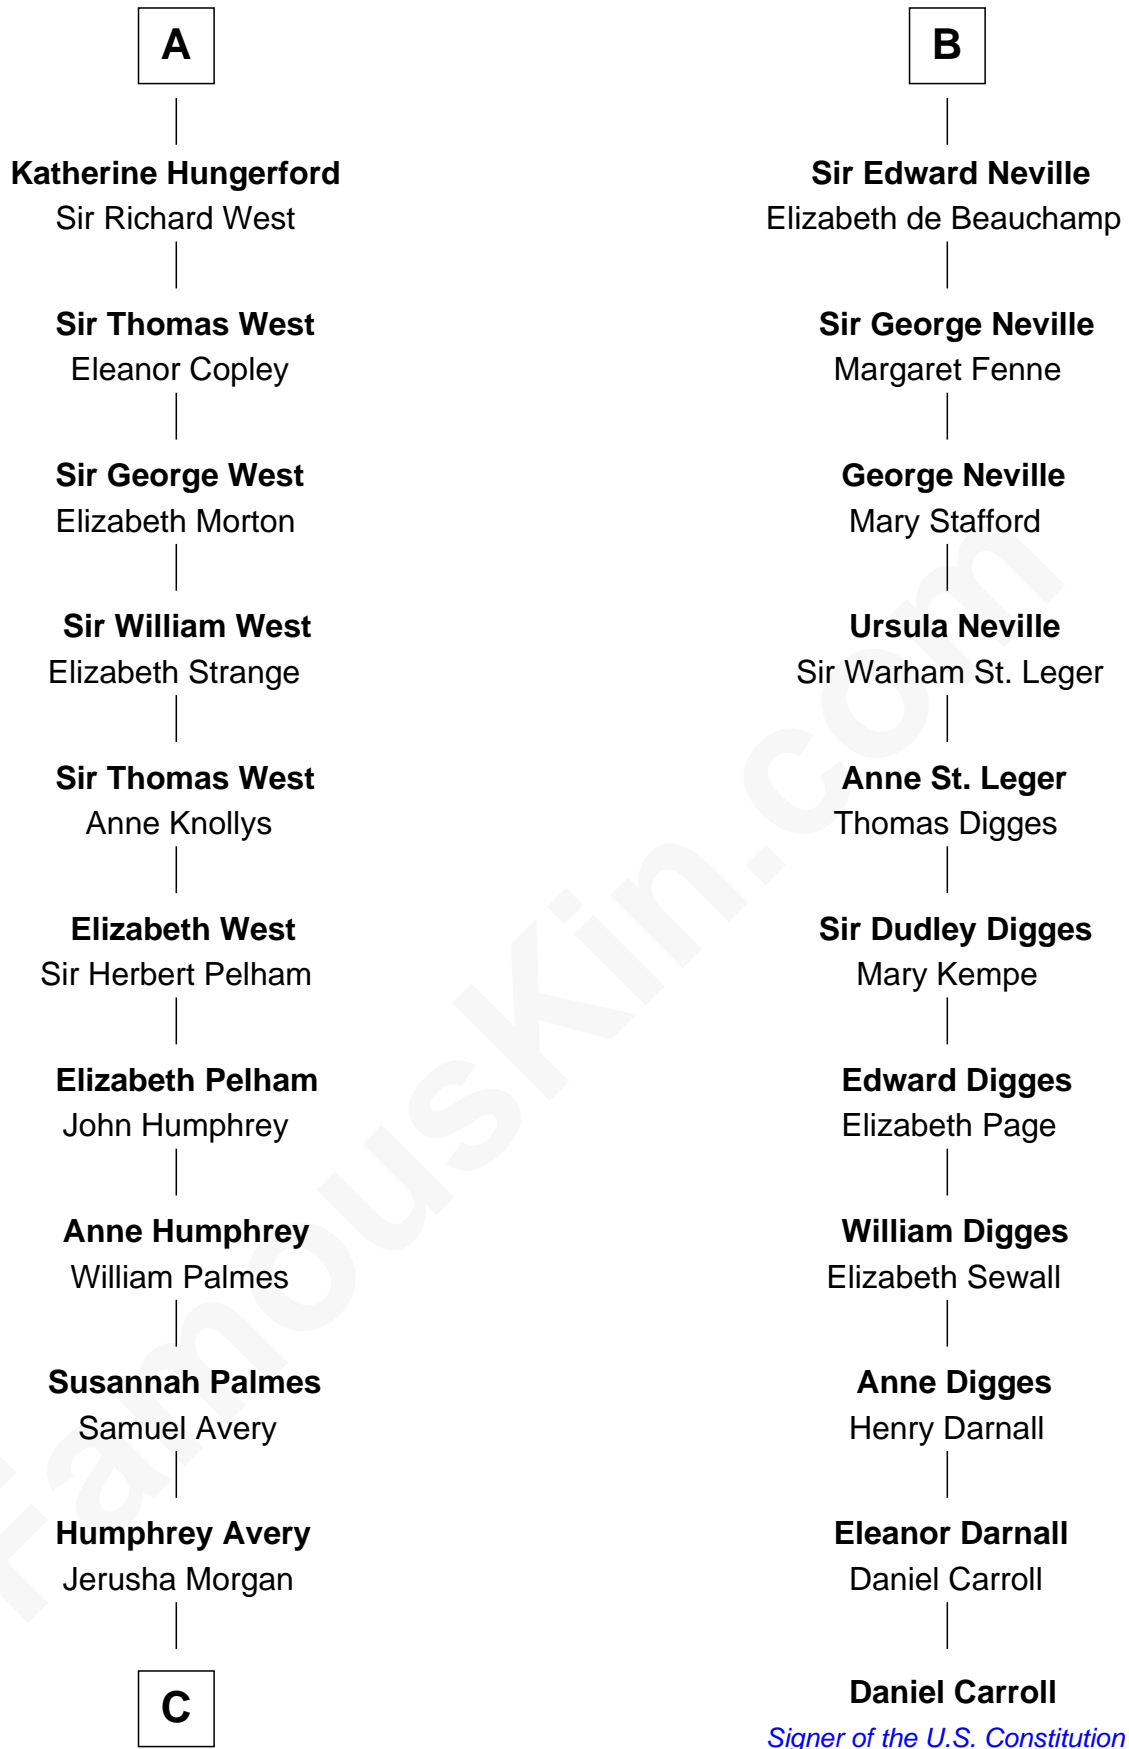 A
Katherine Hungerford
Sir Richard West
Sir Thomas West
Eleanor Copley
Sir George West
Elizabeth Morton
Sir William West
Elizabeth Strange
Sir Thomas West
Anne Knollys
Elizabeth West
Sir Herbert Pelham
Elizabeth Pelham
John Humphrey
Anne Humphrey
William Palmes
Susannah Palmes
Samuel Avery
Humphrey Avery
Jerusha Morgan
C
B
Sir Edward Neville
Elizabeth de Beauchamp
Sir George Neville
Margaret Fenne
George Neville
Mary Stafford
Ursula Neville
Sir Warham St. Leger
Anne St. Leger
Thomas Digges
Sir Dudley Digges
Mary Kempe
Edward Digges
Elizabeth Page
William Digges
Elizabeth Sewall
Anne Digges
Henry Darnall
Eleanor Darnall
Daniel Carroll
Daniel Carroll
Signer of the U.S. Constitution
FamousKin.com